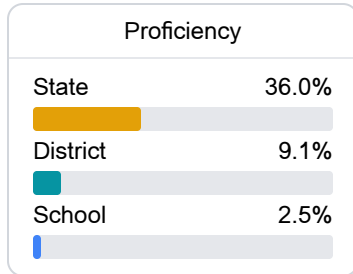 Proficiency
State 36.0%
District 9.1%
School 2.5%